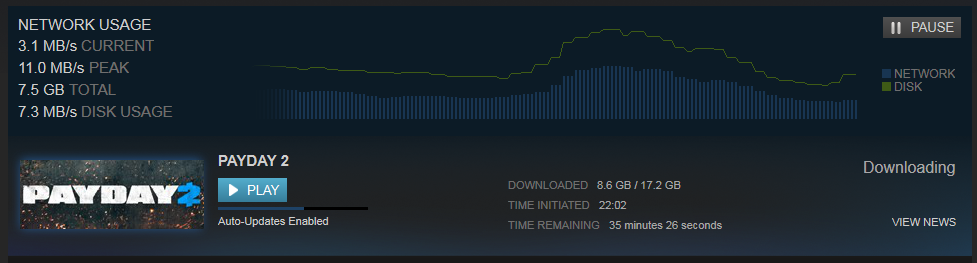 NETWORK USAGE
3.1 MB/s CURRENT
11.0 MB/s PEAK
7.5 GB TOTAL
7.3 MB/s DISK USAGE
PAUSE
NETWORK
DISK
PAYDAY 2
PAYDAY 2
PLAY
Auto-Updates Enabled
DOWNLOADED 8.6 GB / 17.2 GB
TIME INITIATED 22:02
TIME REMAINING 35 minutes 26 seconds
Downloading
VIEW NEWS